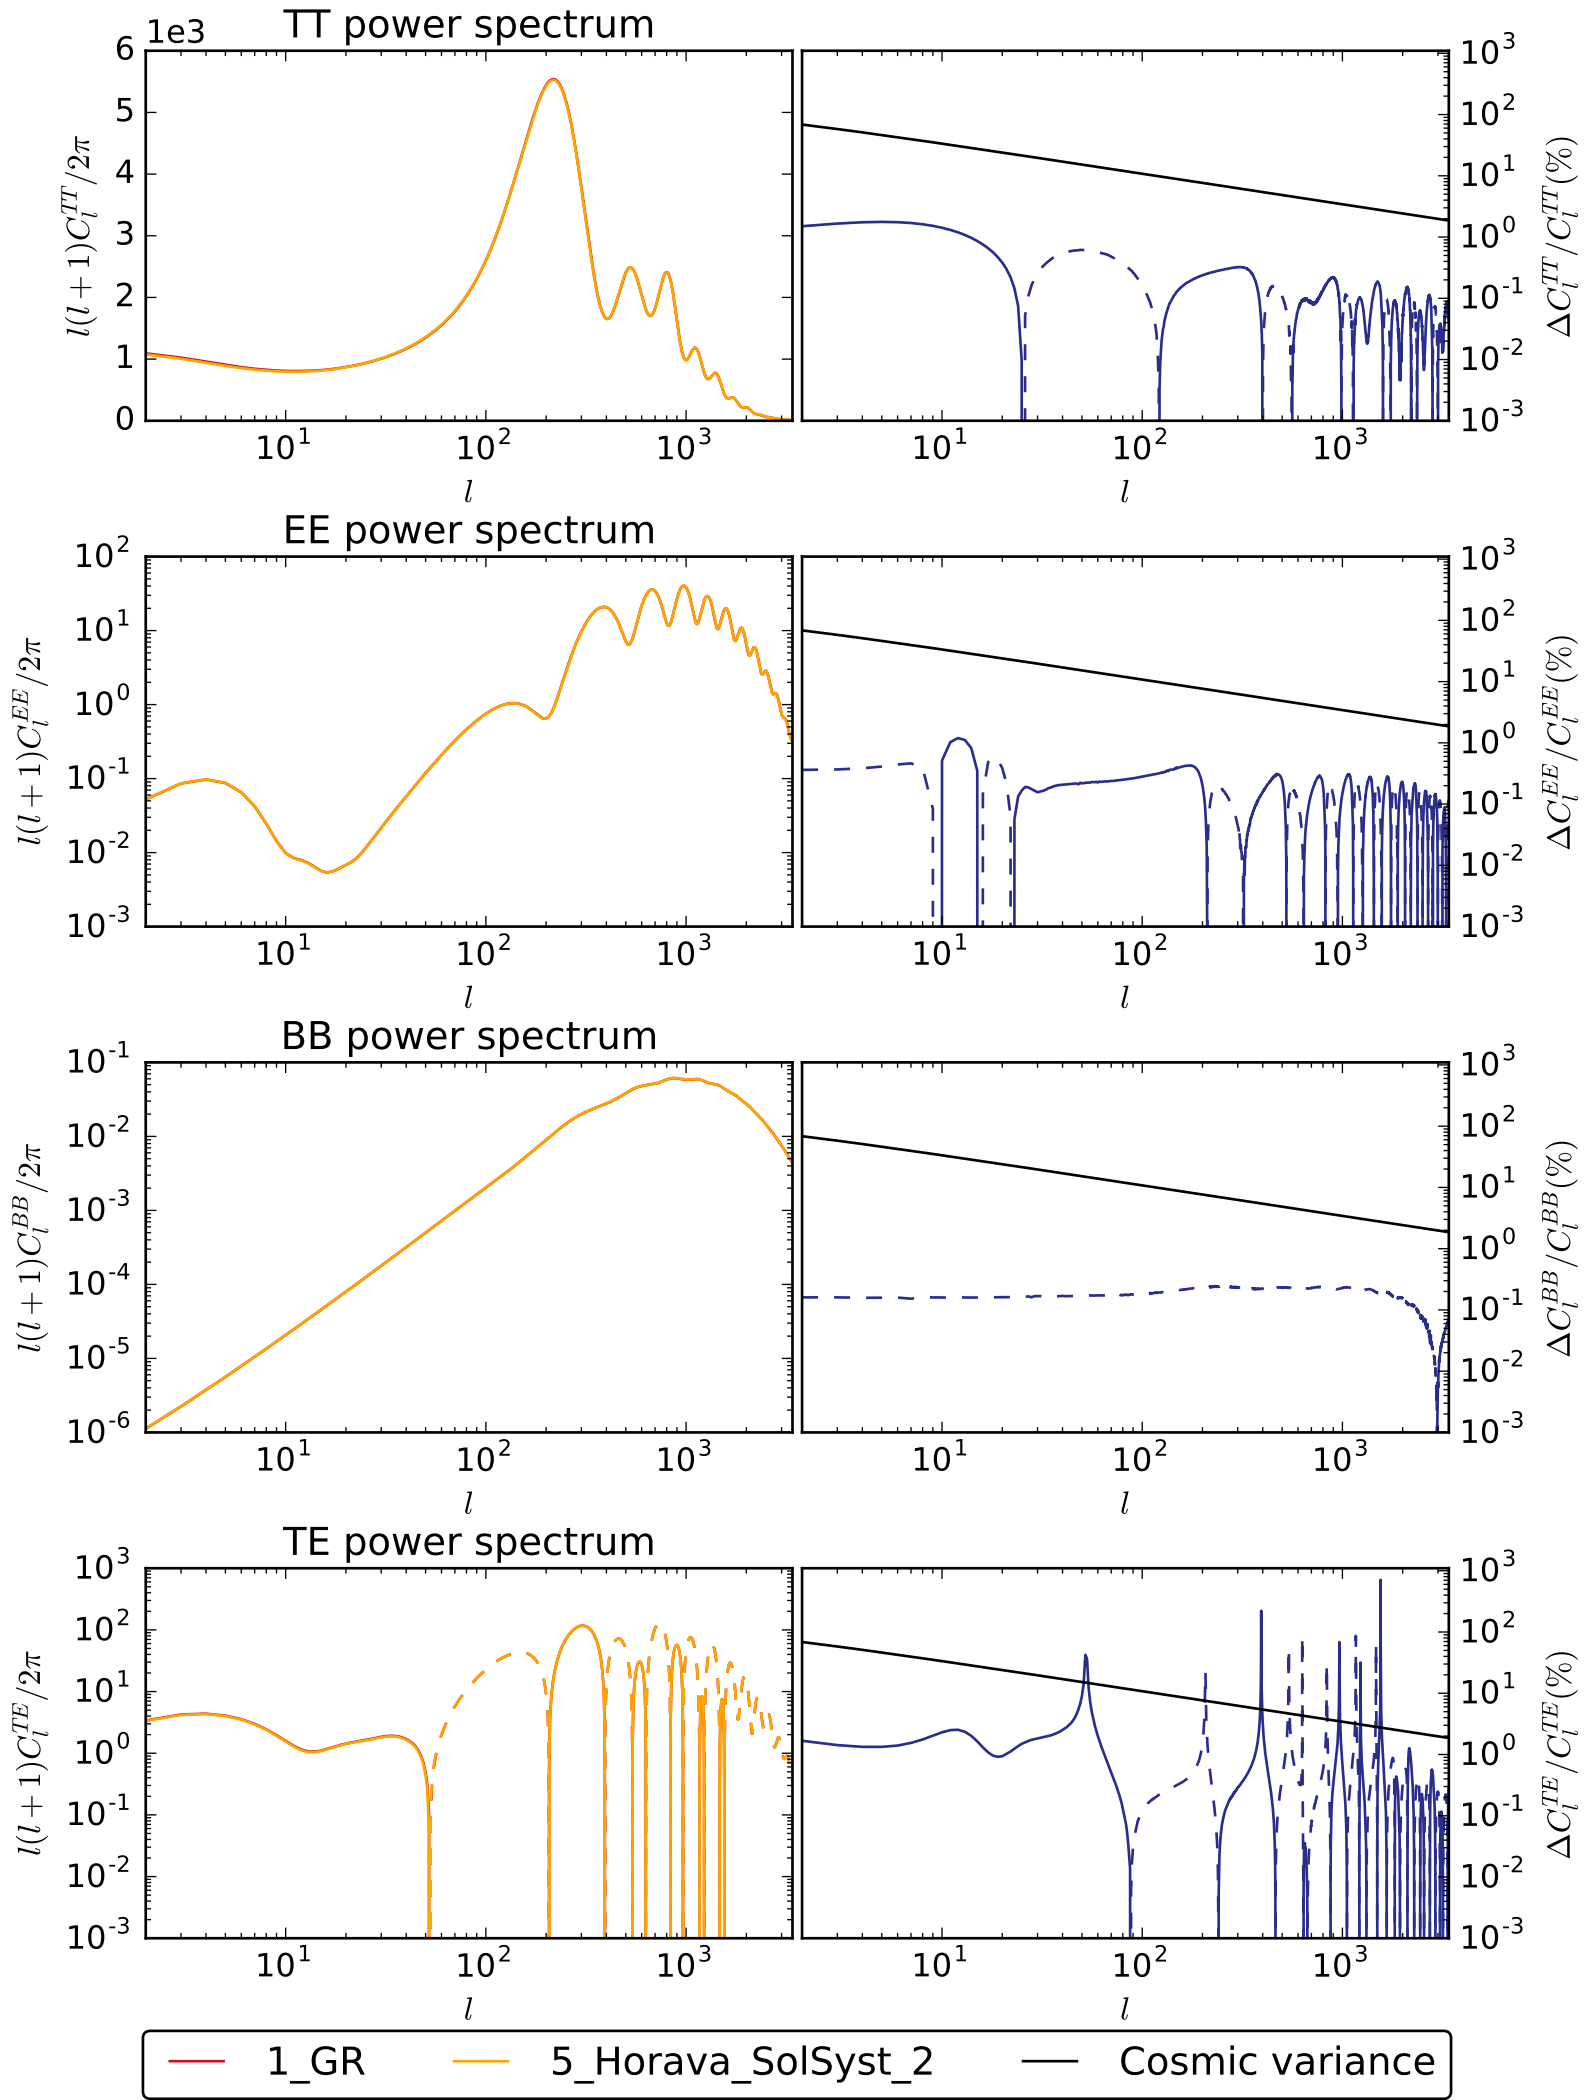 TT power spectrum
1e3
6
5
4
3
2
1
0
l(l+1)C_l^{TT}/2π
10^1 10^2 10^3
l
10^3
10^2
10^1
10^0
10^-1
10^-2
10^-3
ΔC_l^{TT}/C_l^{TT}(%)
10^1 10^2 10^3
l
EE power spectrum
10^2
10^1
10^0
10^-1
10^-2
10^-3
l(l+1)C_l^{EE}/2π
10^1 10^2 10^3
l
10^3
10^2
10^1
10^0
10^-1
10^-2
10^-3
ΔC_l^{EE}/C_l^{EE}(%)
10^1 10^2 10^3
l
BB power spectrum
10^-1
10^-2
10^-3
10^-4
10^-5
10^-6
l(l+1)C_l^{BB}/2π
10^1 10^2 10^3
l
10^3
10^2
10^1
10^0
10^-1
10^-2
10^-3
ΔC_l^{BB}/C_l^{BB}(%)
10^1 10^2 10^3
l
TE power spectrum
10^3
10^2
10^1
10^0
10^-1
10^-2
10^-3
l(l+1)C_l^{TE}/2π
10^1 10^2 10^3
l
10^3
10^2
10^1
10^0
10^-1
10^-2
10^-3
ΔC_l^{TE}/C_l^{TE}(%)
10^1 10^2 10^3
l
1_GR 5_Horava_SolSyst_2 Cosmic variance